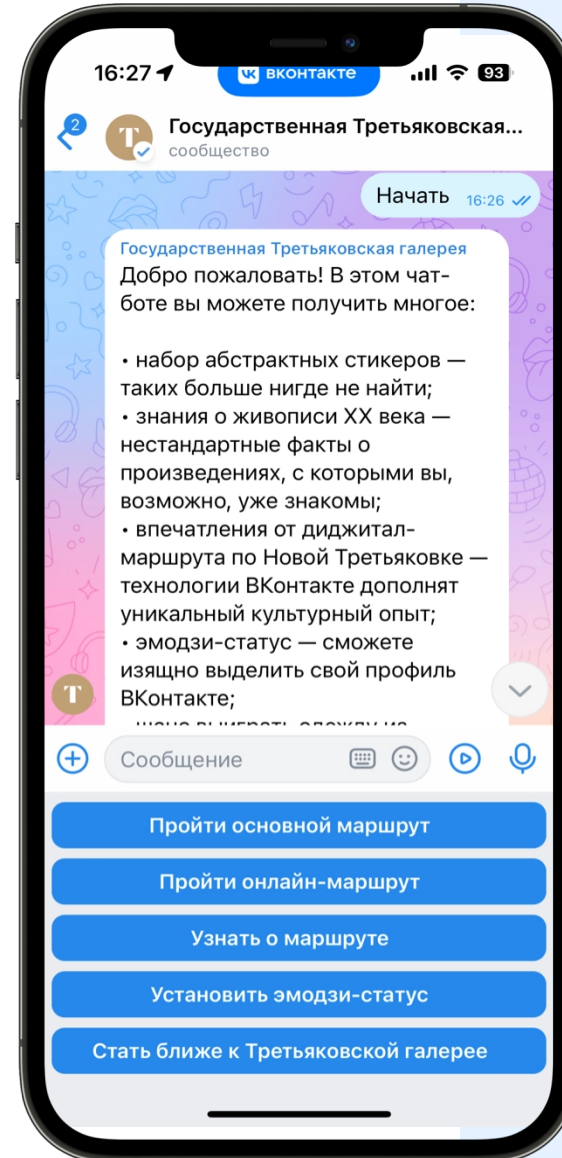 16:27
вконтакте
93
2
Государственная Третьяковская...
сообщество
Начать 16:26
Государственная Третьяковская галерея
Добро пожаловать! В этом чат-
боте вы можете получить многое:
• набор абстрактных стикеров —
таких больше нигде не найти;
• знания о живописи XX века —
нестандартные факты о
произведениях, с которыми вы,
возможно, уже знакомы;
• впечатления от диджитал-
маршрута по Новой Третьяковке —
технологии ВКонтакте дополнят
уникальный культурный опыт;
• эмодзи-статус — сможете
изящно выделить свой профиль
ВКонтакте;
Сообщение
Пройти основной маршрут
Пройти онлайн-маршрут
Узнать о маршруте
Установить эмодзи-статус
Стать ближе к Третьяковской галерее